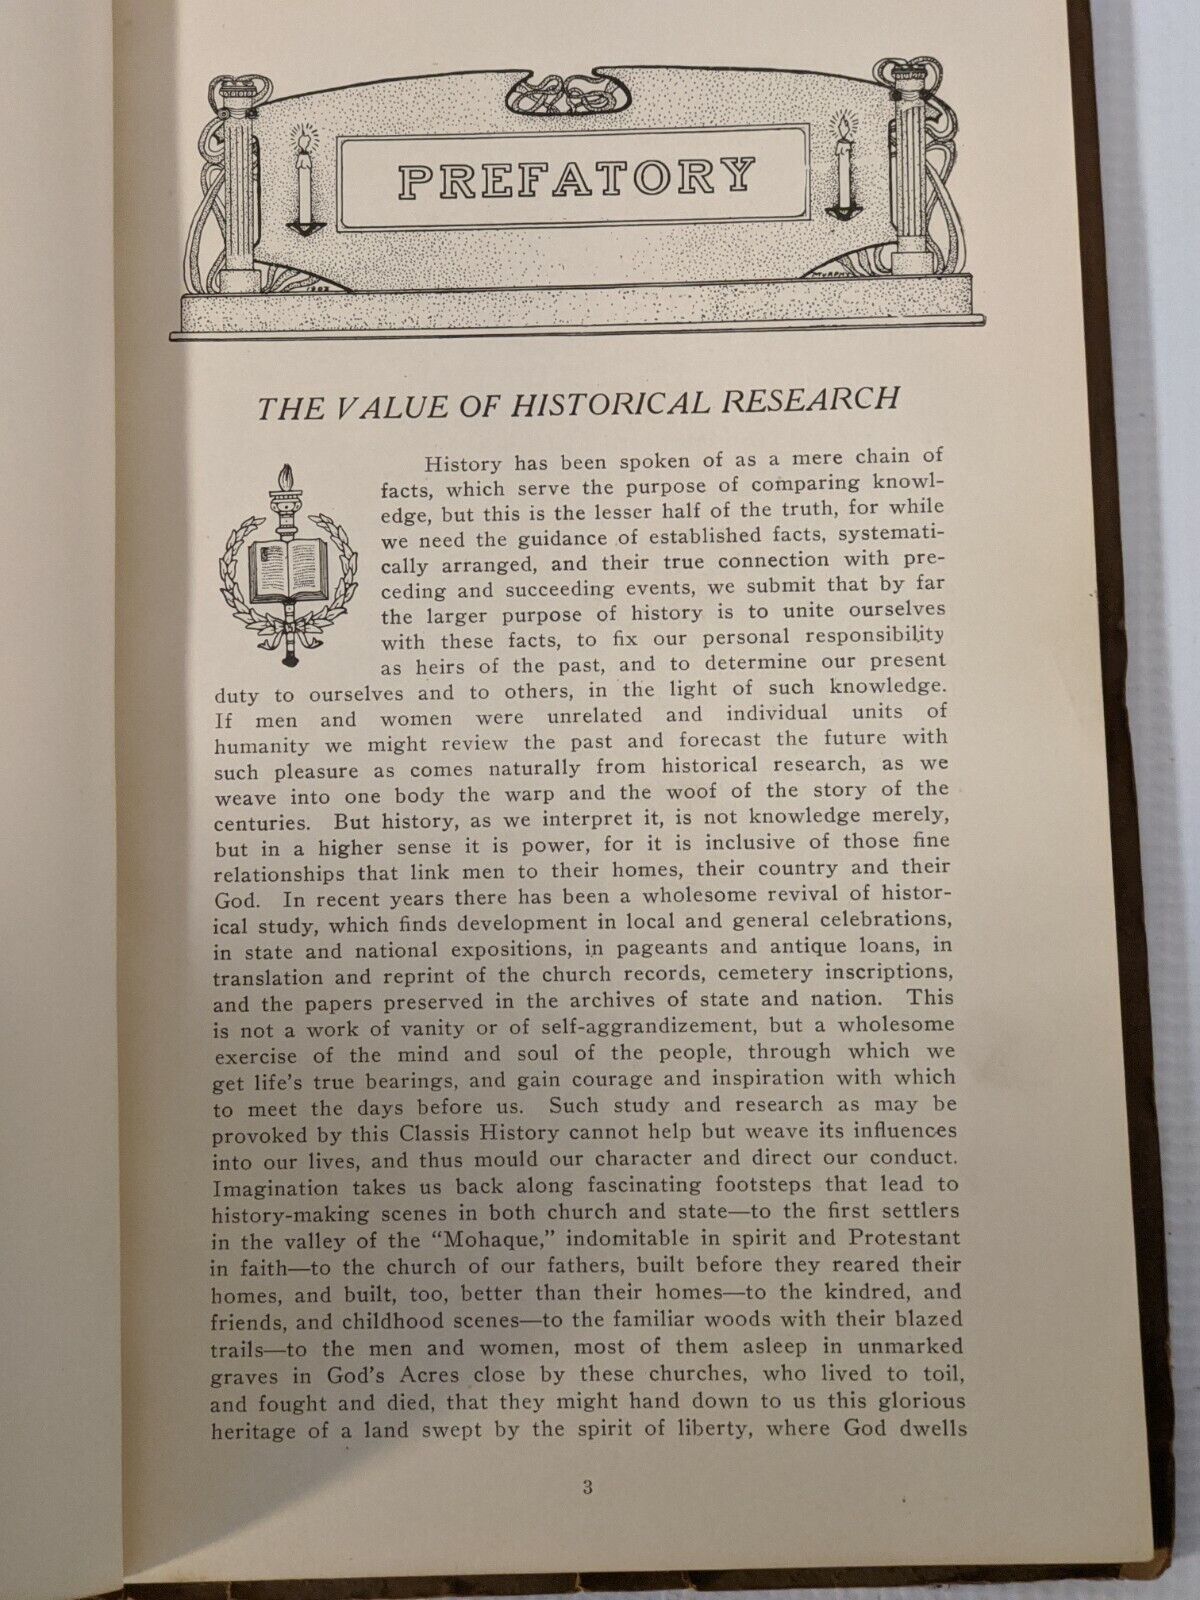 PREFATORY
MURPHY
THE VALUE OF HISTORICAL RESEARCH
History has been spoken of as a mere chain of
facts, which serve the purpose of comparing knowl-
edge, but this is the lesser half of the truth, for while
we need the guidance of established facts, systemati-
cally arranged, and their true connection with pre-
ceding and succeeding events, we submit that by far
the larger purpose of history is to unite ourselves
with these facts, to fix our personal responsibility
as heirs of the past, and to determine our present
duty to ourselves and to others, in the light of such knowledge.
If men and women were unrelated and individual units of
humanity we might review the past and forecast the future with
such pleasure as comes naturally from historical research, as we
weave into one body the warp and the woof of the story of the
centuries. But history, as we interpret it, is not knowledge merely,
but in a higher sense it is power, for it is inclusive of those fine
relationships that link men to their homes, their country and their
God. In recent years there has been a wholesome revival of histor-
ical study, which finds development in local and general celebrations,
in state and national expositions, in pageants and antique loans, in
translation and reprint of the church records, cemetery inscriptions,
and the papers preserved in the archives of state and nation. This
is not a work of vanity or of self-aggrandizement, but a wholesome
exercise of the mind and soul of the people, through which we
get life's true bearings, and gain courage and inspiration with which
to meet the days before us. Such study and research as may be
provoked by this Classis History cannot help but weave its influences
into our lives, and thus mould our character and direct our conduct.
Imagination takes us back along fascinating footsteps that lead to
history-making scenes in both church and state—to the first settlers
in the valley of the “Mohaque,” indomitable in spirit and Protestant
in faith—to the church of our fathers, built before they reared their
homes, and built, too, better than their homes—to the kindred, and
friends, and childhood scenes—to the familiar woods with their blazed
trails—to the men and women, most of them asleep in unmarked
graves in God's Acres close by these churches, who lived to toil,
and fought and died, that they might hand down to us this glorious
heritage of a land swept by the spirit of liberty, where God dwells
3